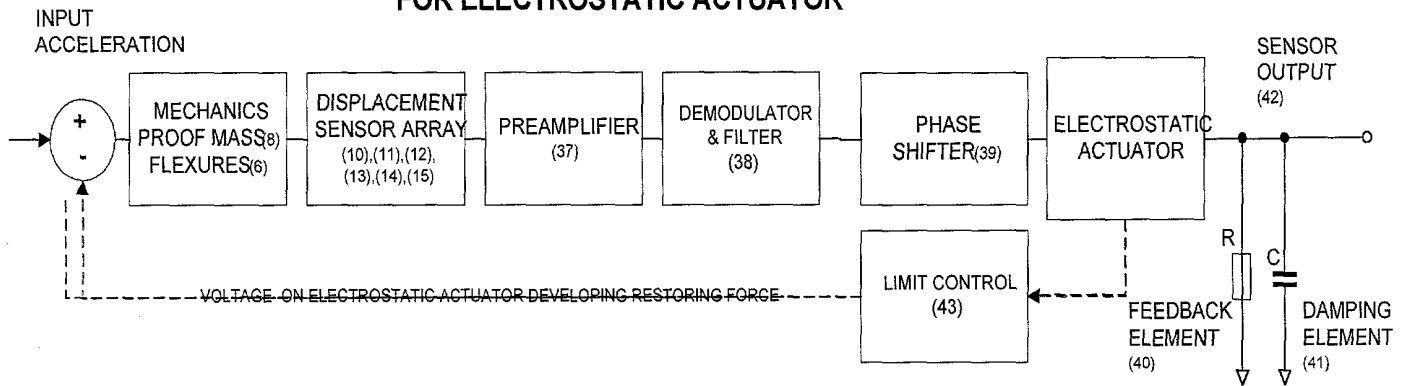 FOR ELECTROSTATIC ACTUATOR
INPUT
ACCELERATION
+
-
MECHANICS
PROOF MASS(8)
FLEXURES(6)
DISPLACEMENT
SENSOR ARRAY
(10),(11),(12),
(13),(14),(15)
PREAMPLIFIER
(37)
DEMODULATOR
& FILTER
(38)
PHASE
SHIFTER(39)
ELECTROSTATIC
ACTUATOR
SENSOR
OUTPUT
(42)
VOLTAGE ON ELECTROSTATIC ACTUATOR DEVELOPING RESTORING FORCE
LIMIT CONTROL
(43)
R
C
FEEDBACK
ELEMENT
(40)
DAMPING
ELEMENT
(41)